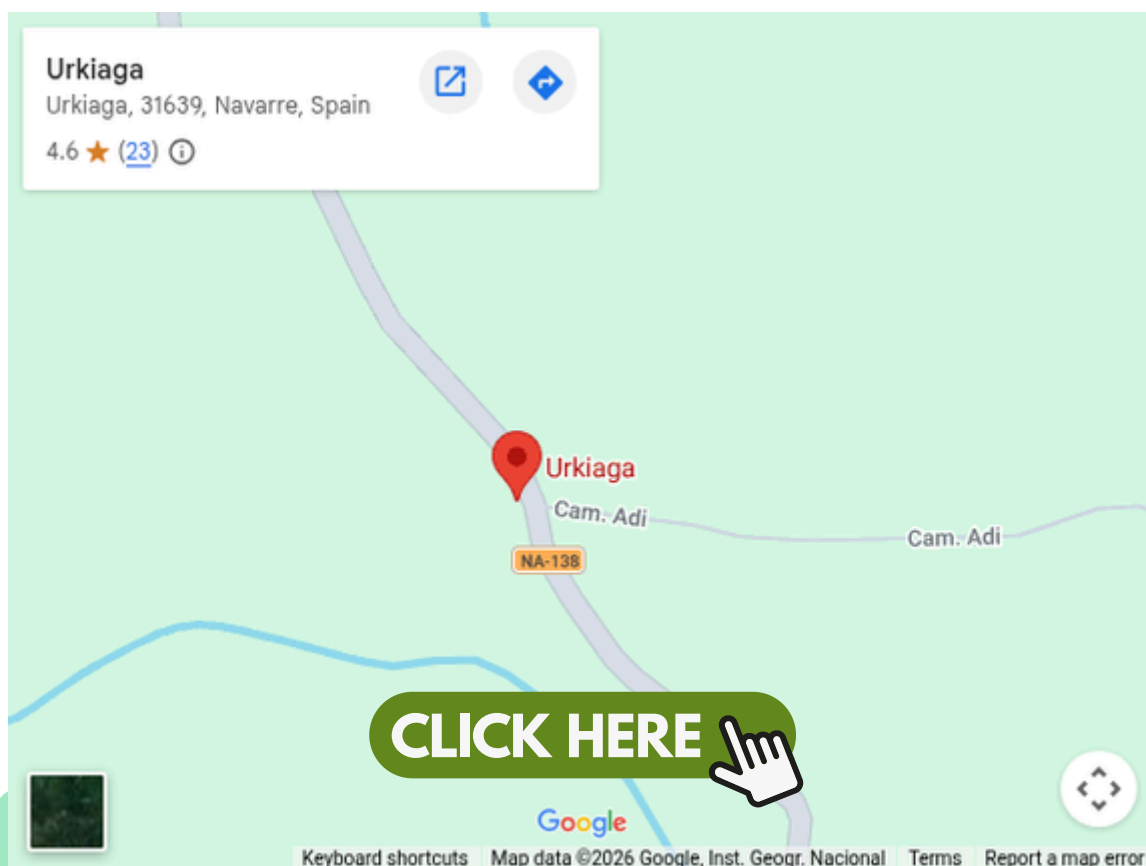 Urkiaga
Urkiaga, 31639, Navarre, Spain
4.6 ★ (23)
Urkiaga
Cam. Adi
Cam. Adi
NA-138
CLICK HERE
Google
Keyboard shortcuts Map data ©2026 Google, Inst. Geogr. Nacional Terms Report a map error